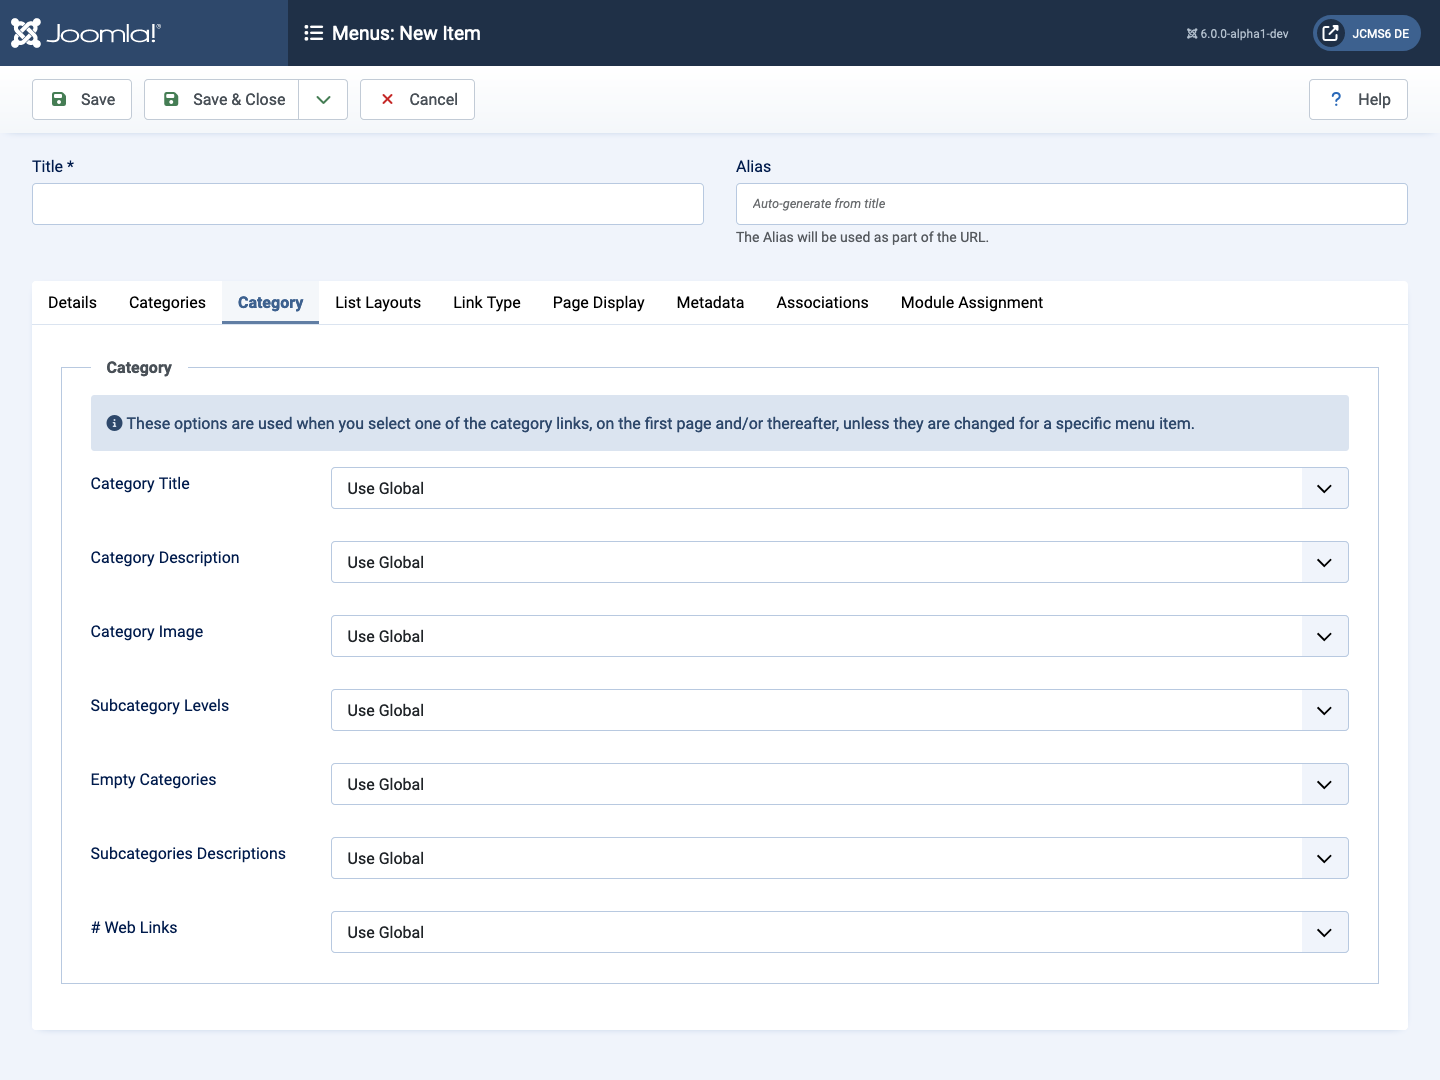 Joomla!®
Menus: New Item
6.0.0-alpha1-dev
JCMS6 DE
Save
Save & Close
Cancel
? Help
Title *
Alias
Auto-generate from title
The Alias will be used as part of the URL.
Details Categories Category List Layouts Link Type Page Display Metadata Associations Module Assignment
Category
These options are used when you select one of the category links, on the first page and/or thereafter, unless they are changed for a specific menu item.
Category Title
Use Global
Category Description
Use Global
Category Image
Use Global
Subcategory Levels
Use Global
Empty Categories
Use Global
Subcategories Descriptions
Use Global
# Web Links
Use Global